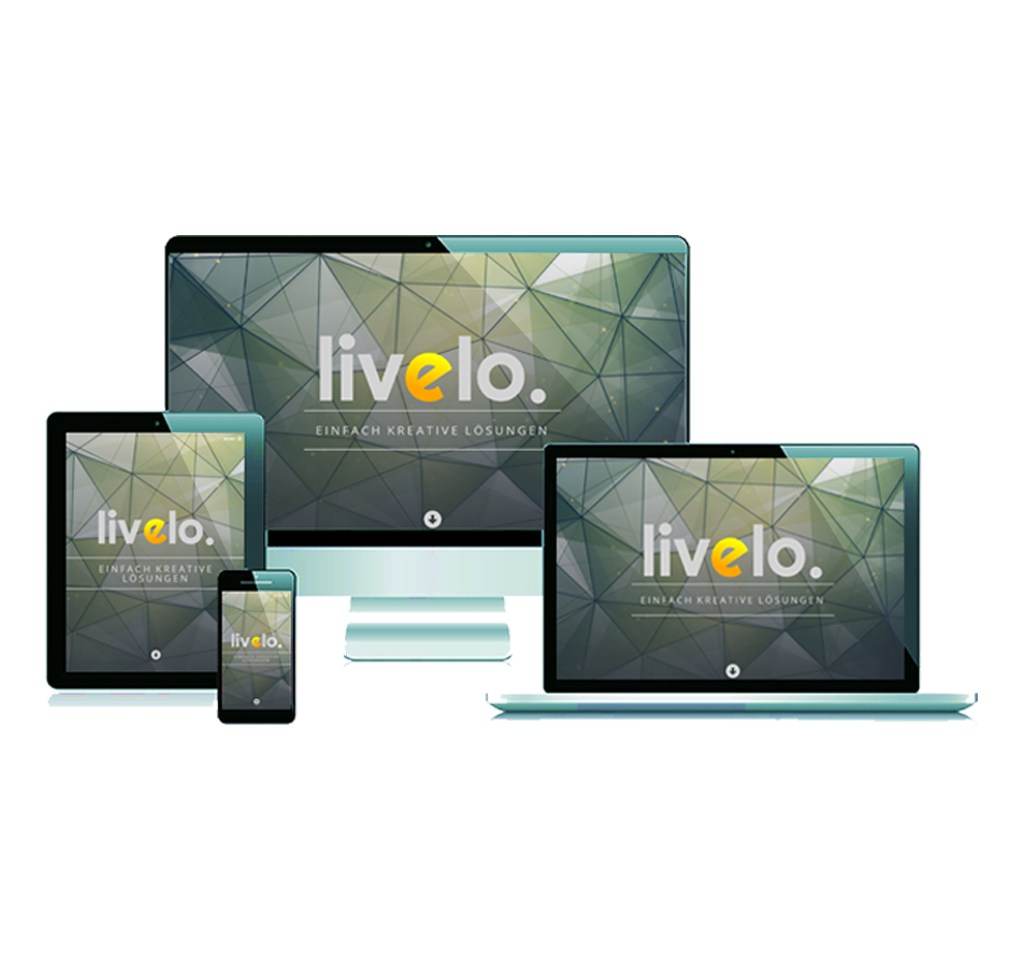 livelo.
EINFACH KREATIVE LÖSUNGEN
livelo.
EINFACH KREATIVE
LÖSUNGEN
livelo.
livelo.
EINFACH KREATIVE LÖSUNGEN